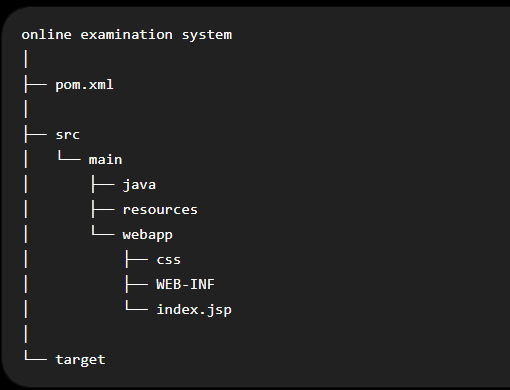 online examination system
│
├── pom.xml
│
├── src
│   └── main
│       ├── java
│       ├── resources
│       └── webapp
│           ├── css
│           ├── WEB-INF
│           └── index.jsp
│
└── target